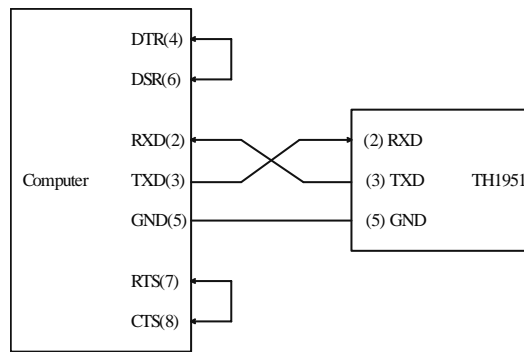 DTR(4)
DSR(6)
RXD(2)
(2) RXD
Computer
TXD(3)
(3) TXD
TH1951
GND(5)
(5) GND
RTS(7)
CTS(8)